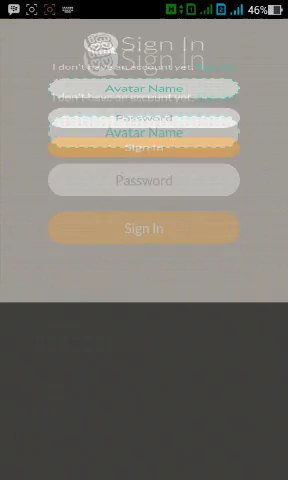 46%
Sign In
Sign In
I don't have an account yet.
Avatar Name
I don't have an account yet
Password
Avatar Name
Sign In
Password
Sign In